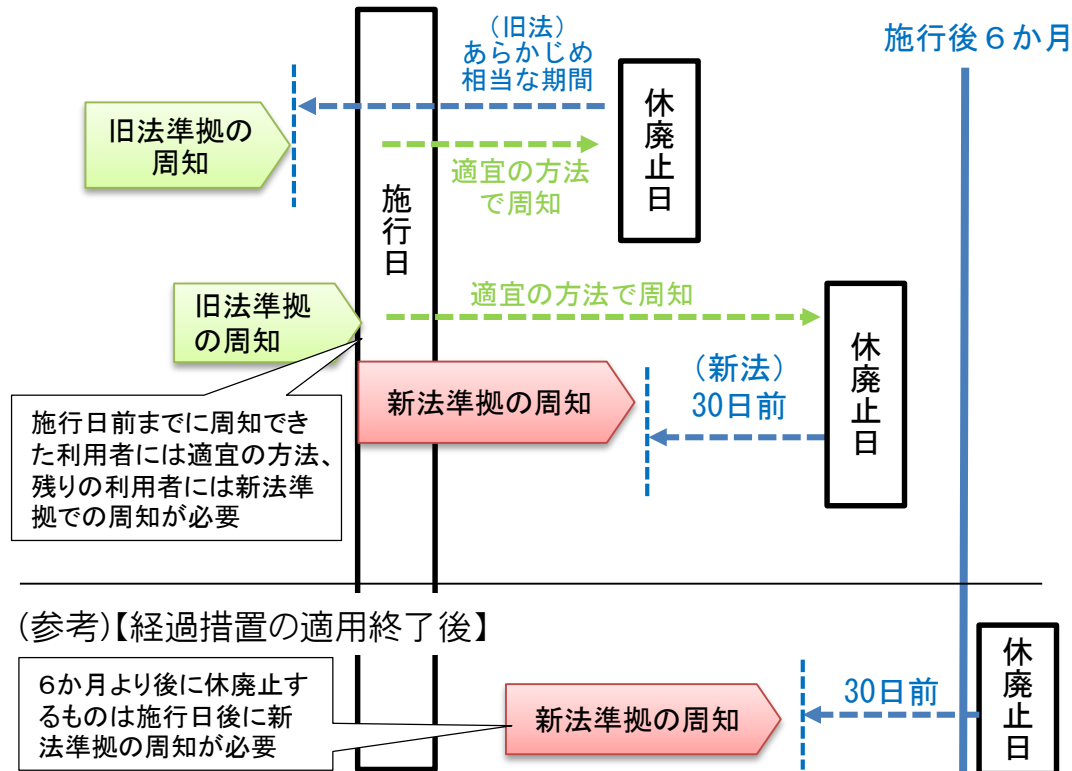 （旧法）
あらかじめ
相当な期間
施行後６か月
旧法準拠の
周知
休廃止日
適宜の方法
で周知
施行日
旧法準拠
の周知
適宜の方法で周知
休廃止日
新法準拠の周知
（新法）
30日前
施行日前までに周知でき
た利用者には適宜の方法、
残りの利用者には新法準
拠での周知が必要
(参考)【経過措置の適用終了後】
６か月より後に休廃止す
るものは施行日後に新
法準拠の周知が必要
新法準拠の周知
30日前
休廃止日